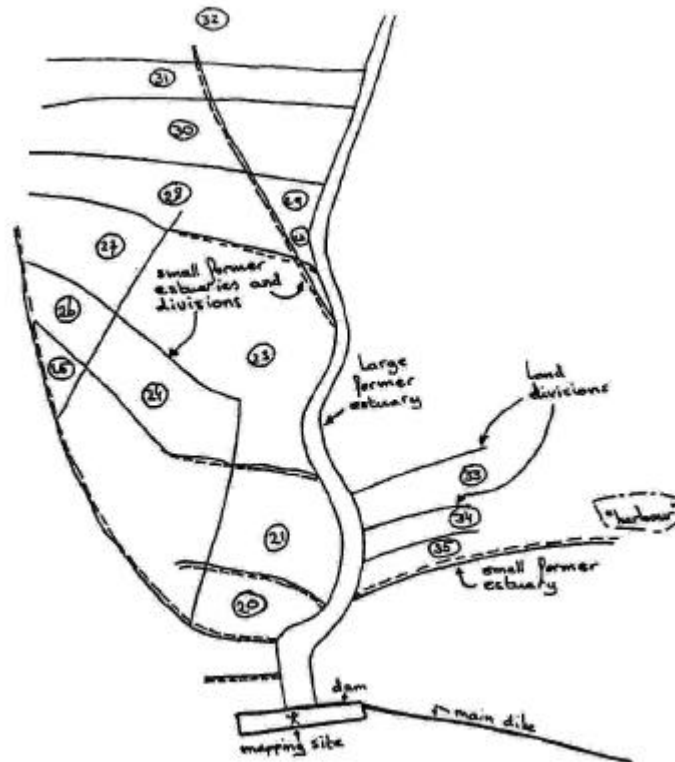 32
31
30
28
29
27
small former
estuaries and
divisions
26
23
25
24
Large
former
estuary
Land
divisions
33
34
"harbour"
35
21
small former
estuary
20
dam
main dike
mapping site